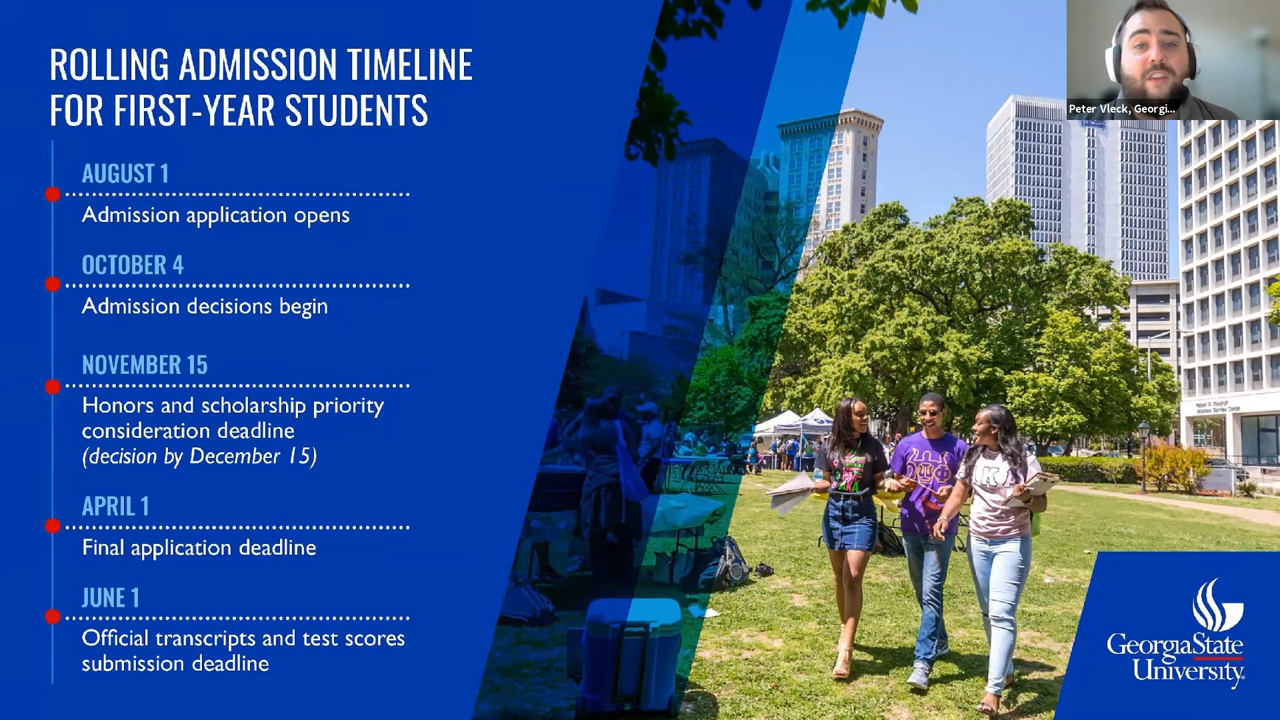 ROLLING ADMISSION TIMELINE
FOR FIRST-YEAR STUDENTS
AUGUST 1
Admission application opens
OCTOBER 4
Admission decisions begin
NOVEMBER 15
Honors and scholarship priority
consideration deadline
(decision by December 15)
APRIL 1
Final application deadline
JUNE 1
Official transcripts and test scores
submission deadline
Peter Vleck, Georgi...
GeorgiaState
University